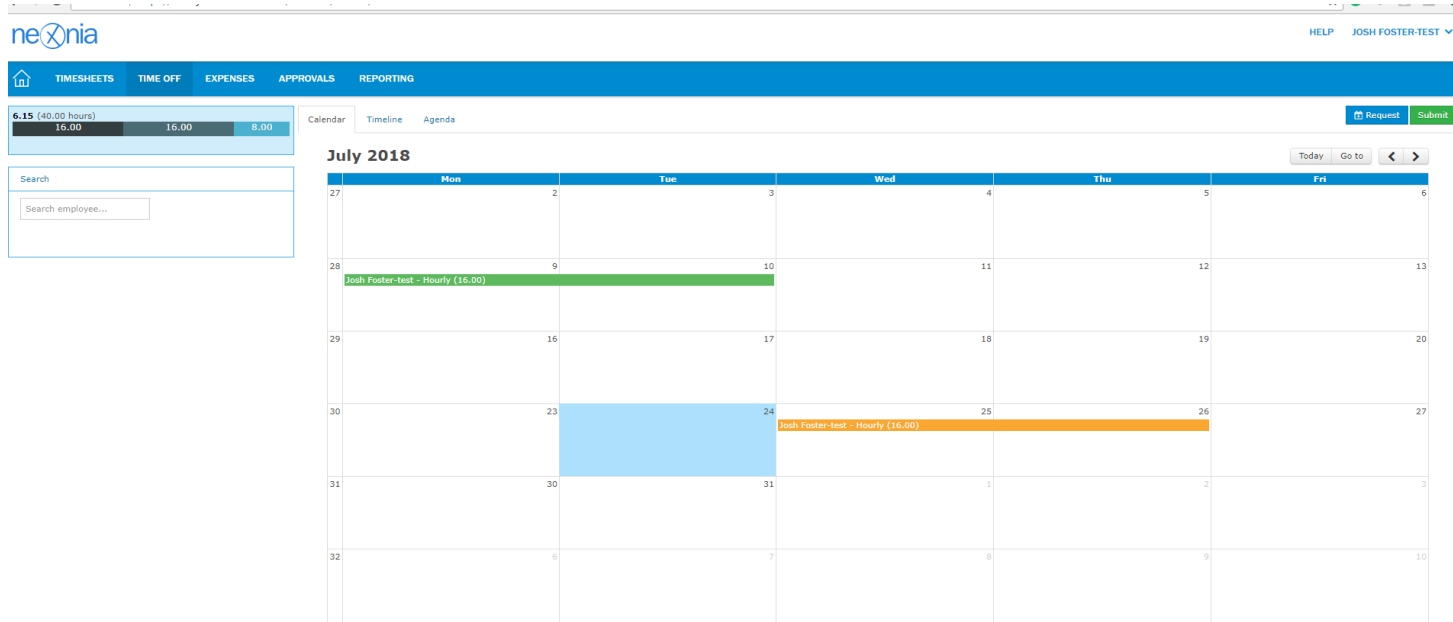 nexonia
HELP JOSH FOSTER-TEST
TIMESHEETS TIME OFF EXPENSES APPROVALS REPORTING
6.15 (40.00 hours)
16.00 16.00 8.00
Calendar Timeline Agenda
Request Submit
July 2018
Today Go to
Search
Search employee...
Mon Tue Wed Thu Fri
27 2 3 4 5 6
28 9 10 11 12 13
Josh Foster-test - Hourly (16.00)
29 16 17 18 19 20
30 23 24 25 26 27
Josh Foster-test - Hourly (16.00)
31 30 31 1 2 3
32 6 7 8 9 10